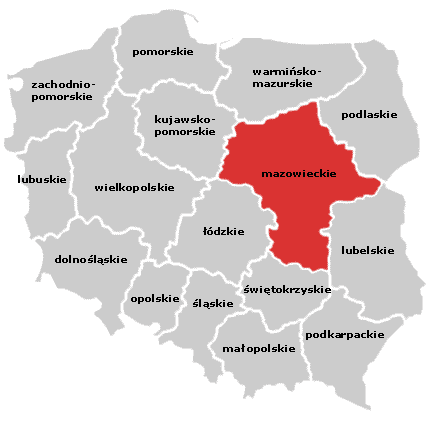 pomorskie
warmińsko-
mazurskie
zachodnio-
pomorskie
podlaskie
kujawsko-
pomorskie
mazowieckie
lubuskie
wielkopolskie
łódzkie
lubelskie
dolnośląskie
świętokrzyskie
opolskie
śląskie
podkarpackie
małopolskie